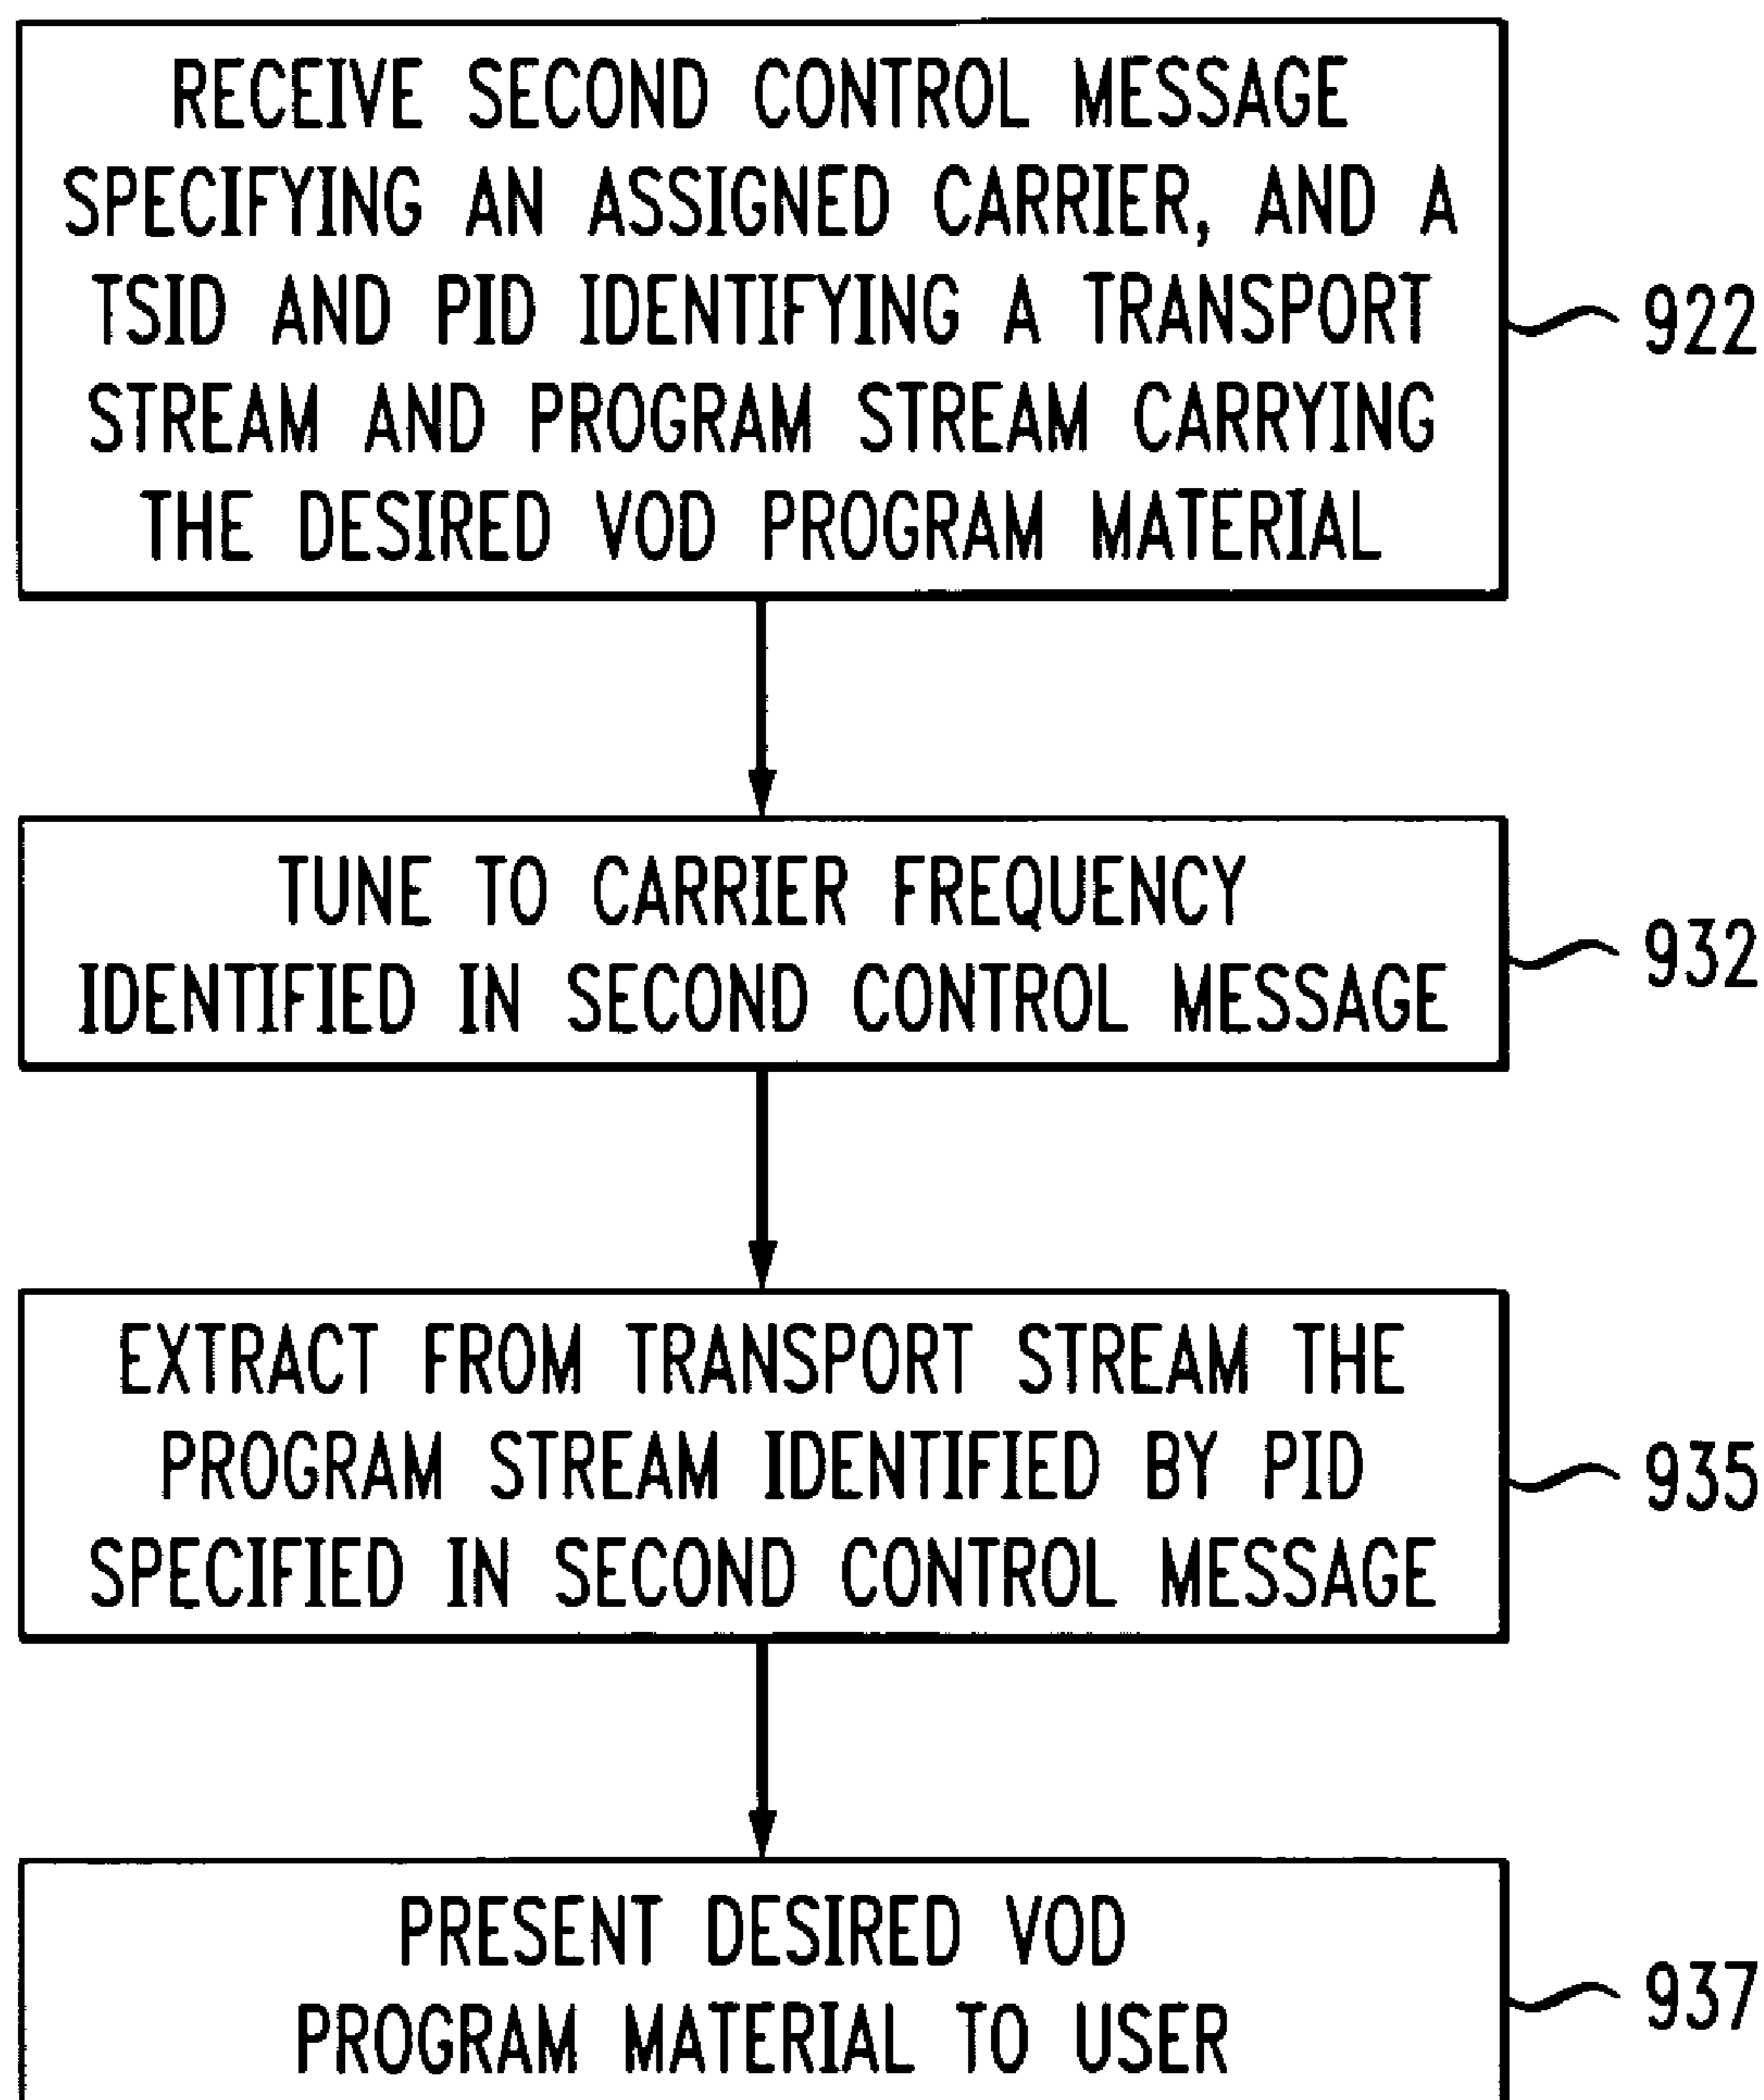 RECEIVE SECOND CONTROL MESSAGE
SPECIFYING AN ASSIGNED CARRIER, AND A
TSID AND PID IDENTIFYING A TRANSPORT
STREAM AND PROGRAM STREAM CARRYING
THE DESIRED VOD PROGRAM MATERIAL
922
TUNE TO CARRIER FREQUENCY
IDENTIFIED IN SECOND CONTROL MESSAGE
932
EXTRACT FROM TRANSPORT STREAM THE
PROGRAM STREAM IDENTIFIED BY PID
SPECIFIED IN SECOND CONTROL MESSAGE
935
PRESENT DESIRED VOD
PROGRAM MATERIAL TO USER
937